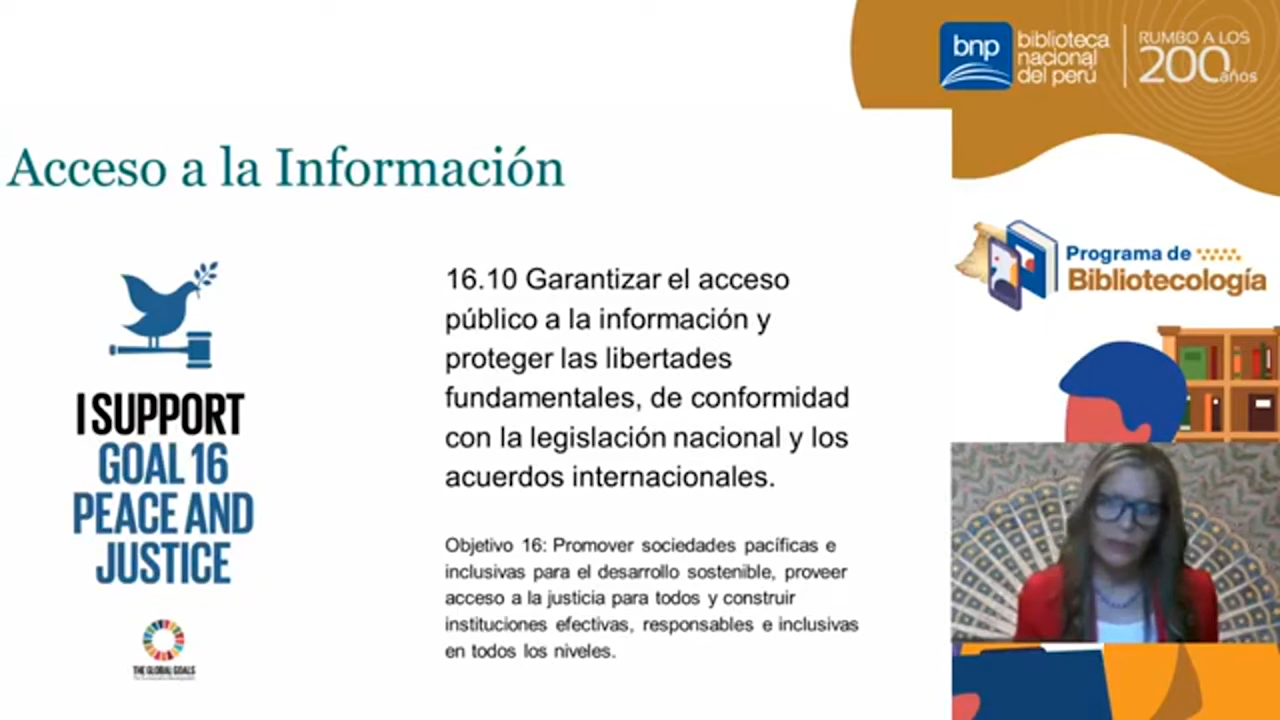 bnp
biblioteca
nacional
del perú
RUMBO A LOS
200
años
Acceso a la Información
Programa de
Bibliotecología
I SUPPORT
GOAL 16
PEACE AND
JUSTICE
THE GLOBAL GOALS
16.10 Garantizar el acceso
público a la información y
proteger las libertades
fundamentales, de conformidad
con la legislación nacional y los
acuerdos internacionales.
Objetivo 16: Promover sociedades pacíficas e
inclusivas para el desarrollo sostenible, proveer
acceso a la justicia para todos y construir
instituciones efectivas, responsables e inclusivas
en todos los niveles.